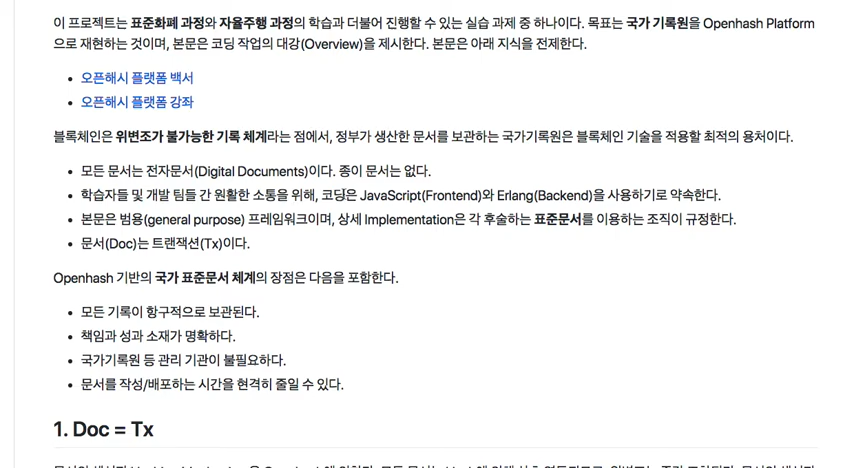 이 프로젝트는 표준화폐 과정와 자율주행 과정의 학습과 더불어 진행할 수 있는 실습 과제 중 하나이다. 목표는 국가 기록원을 Openhash Platform
으로 재현하는 것이며, 본문은 코딩 작업의 대강(Overview)을 제시한다. 본문은 아래 지식을 전제한다.
• 오픈해시 플랫폼 백서
• 오픈해시 플랫폼 강좌
블록체인은 위변조가 불가능한 기록 체계라는 점에서, 정부가 생산한 문서를 보관하는 국가기록원은 블록체인 기술을 적용할 최적의 용처이다.
• 모든 문서는 전자문서(Digital Documents)이다. 종이 문서는 없다.
• 학습자들 및 개발 팀들 간 원활한 소통을 위해, 코딩은 JavaScript(Frontend)와 Erlang(Backend)을 사용하기로 약속한다.
• 본문은 범용(general purpose) 프레임워크이며, 상세 Implementation은 각 후술하는 표준문서를 이용하는 조직이 규정한다.
• 문서(Doc)는 트랜잭션(Tx)이다.
Openhash 기반의 국가 표준문서 체계의 장점은 다음을 포함한다.
• 모든 기록이 항구적으로 보관된다.
• 책임과 성과 소재가 명확하다.
• 국가기록원 등 관리 기관이 불필요하다.
• 문서를 작성/배포하는 시간을 현격히 줄일 수 있다.
1. Doc = Tx